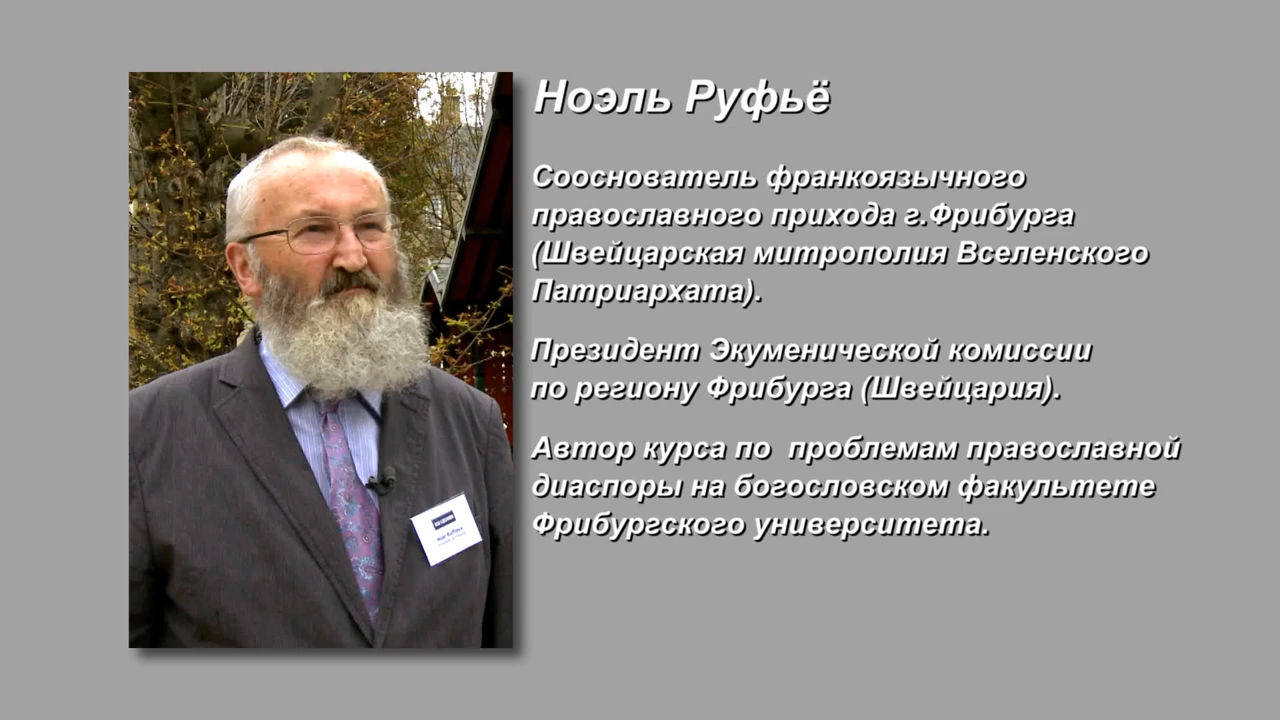 Ноэль Руфьё
Сооснователь франкоязычного
православного прихода г.Фрибурга
(Швейцарская митрополия Вселенского
Патриархата).
Президент Экуменической комиссии
по региону Фрибурга (Швейцария).
Автор курса по проблемам православной
диаспоры на богословском факультете
Фрибургского университета.